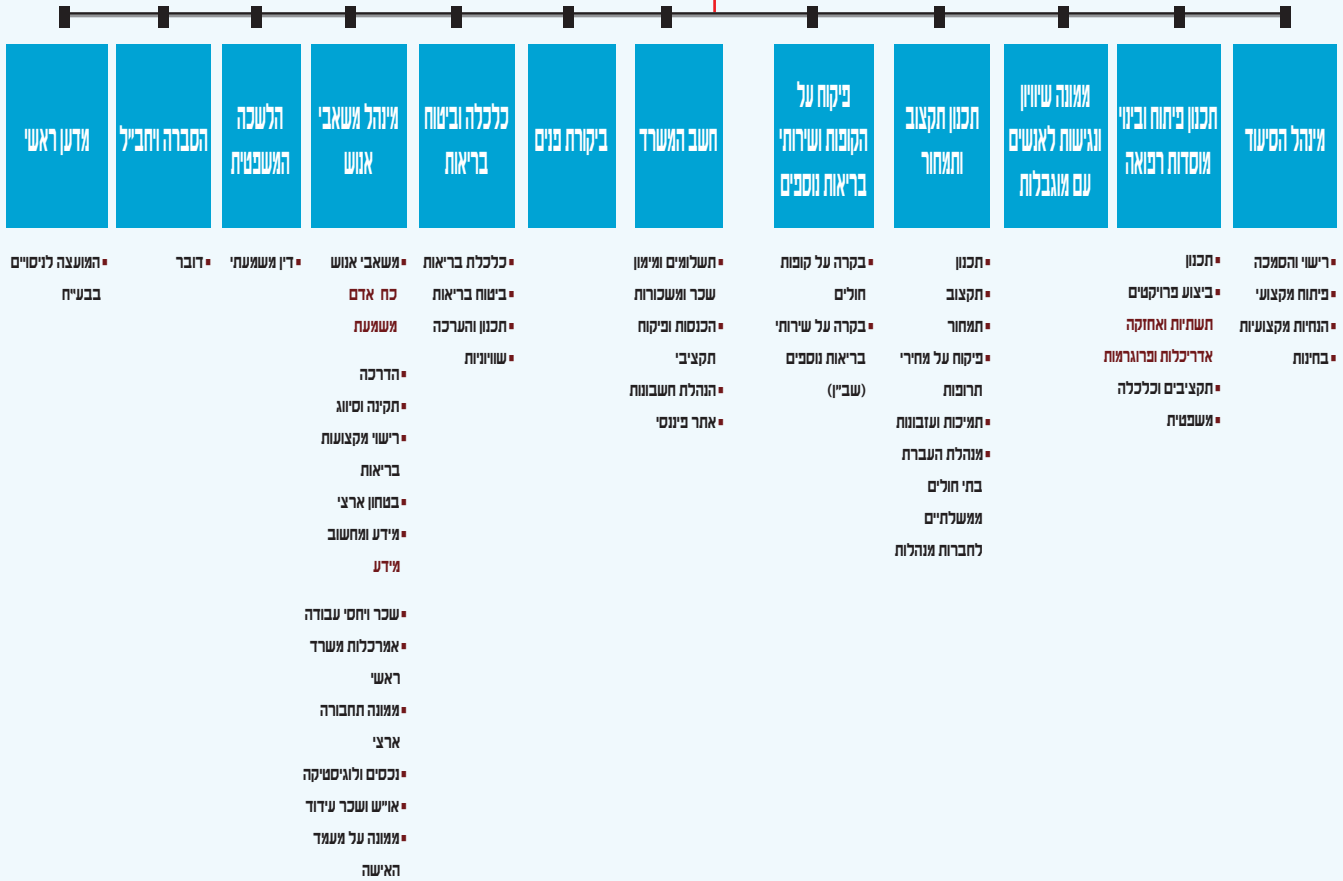 מינהל הסיעוד
רישוי והסמכה
פיתוח מקצועי
הנחיות מקצועיות
בחינות
תכנון פיתוח ובינוי
מוסדות רפואה
תכנון
ביצוע פרויקטים
תשתיות ואחזקה
אדריכלות ופרוגרמות
תקציבים וכלכלה
משפטית
ממונה שיוויון
ונגישות לאנשים
עם מוגבלות
תכנון תקצוב
ותמחור
תכנון
תקצוב
תמחור
פיקוח על מחירי
תרופות
תמיכות ועזבונות
מנהלת העברת
בתי חולים
ממשלתיים
לחברות מנהלות
פיקוח על
הקופות ושירותי
בריאות נוספים
בקרה על קופות
חולים
בקרה על שירותי
בריאות נוספים
(שב"ן)
חשב המשרד
תשלומים ומימון
שכר ומשכורות
הכנסות ופיקוח
תקציבי
הנהלת חשבונות
אתר פיננסי
ביקורת פנים
כלכלה וביטוח
בריאות
כלכלת בריאות
ביטוח בריאות
תכנון והערכה
שוויוניות
מינהל משאבי
אנוש
משאבי אנוש
כח אדם
משמעת
הדרכה
תקינה וסיווג
רישוי מקצועות
בריאות
בטחון ארצי
מידע ומחשוב
מידע
שכר ויחסי עבודה
אמרכלות משרד
ראשי
ממונה תחבורה
ארצי
נכסים ולוגיסטיקה
או"ש ושכר עידוד
ממונה על מעמד
האישה
הלשכה
המשפטית
דין משמעתי
הסברה ויחב"ל
דובר
מדען ראשי
המועצה לניסויים
בבע"ח